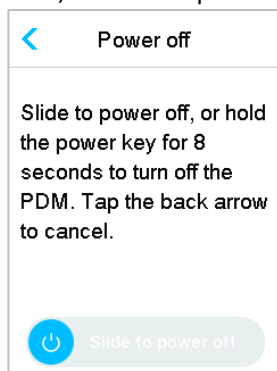 Power off
Slide to power off, or hold
the power key for 8
seconds to turn off the
PDM. Tap the back arrow
to cancel.
Slide to power off